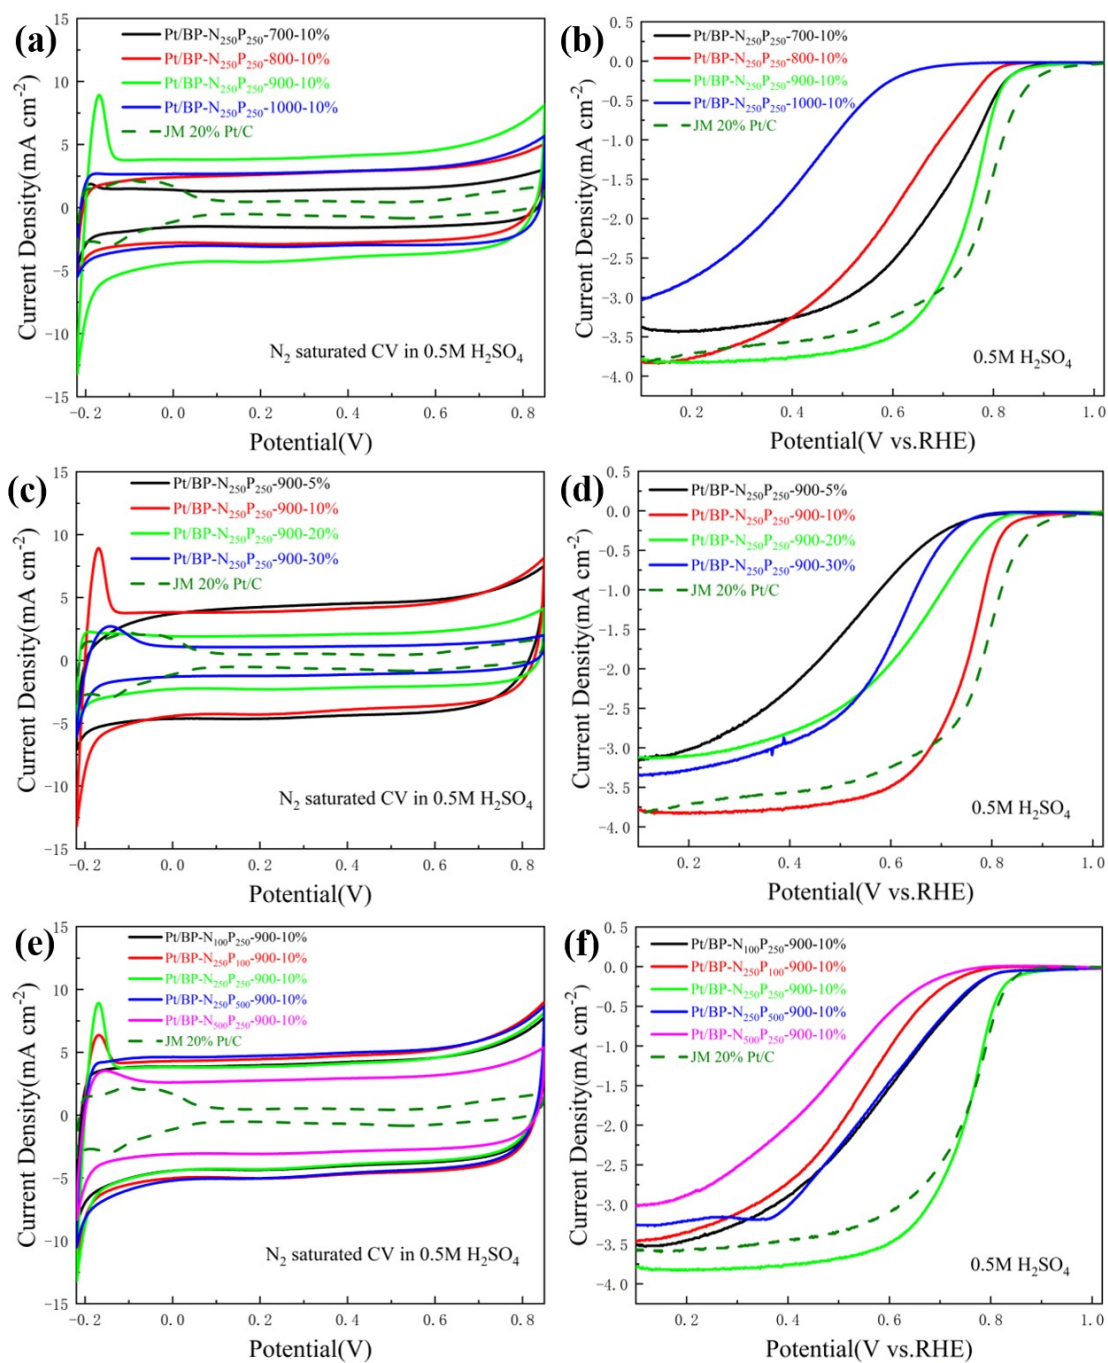 (a)
Pt/BP-N₂₅₀P₂₅₀-700-10%
Pt/BP-N₂₅₀P₂₅₀-800-10%
Pt/BP-N₂₅₀P₂₅₀-900-10%
Pt/BP-N₂₅₀P₂₅₀-1000-10%
JM 20% Pt/C
15
10
5
0
-5
-10
-15
Current Density(mA cm⁻²)
N₂ saturated CV in 0.5M H₂SO₄
-0.2 0.0 0.2 0.4 0.6 0.8
Potential(V)
(b)
Pt/BP-N₂₅₀P₂₅₀-700-10%
Pt/BP-N₂₅₀P₂₅₀-800-10%
Pt/BP-N₂₅₀P₂₅₀-900-10%
Pt/BP-N₂₅₀P₂₅₀-1000-10%
JM 20% Pt/C
0.5
0.0
-0.5
-1.0
-1.5
-2.0
-2.5
-3.0
-3.5
-4.0
Current Density(mA cm⁻²)
0.5M H₂SO₄
0.2 0.4 0.6 0.8 1.0
Potential(V vs.RHE)
(c)
Pt/BP-N₂₅₀P₂₅₀-900-5%
Pt/BP-N₂₅₀P₂₅₀-900-10%
Pt/BP-N₂₅₀P₂₅₀-900-20%
Pt/BP-N₂₅₀P₂₅₀-900-30%
JM 20% Pt/C
15
10
5
0
-5
-10
-15
Current Density(mA cm⁻²)
N₂ saturated CV in 0.5M H₂SO₄
-0.2 0.0 0.2 0.4 0.6 0.8
Potential(V)
(d)
Pt/BP-N₂₅₀P₂₅₀-900-5%
Pt/BP-N₂₅₀P₂₅₀-900-10%
Pt/BP-N₂₅₀P₂₅₀-900-20%
Pt/BP-N₂₅₀P₂₅₀-900-30%
JM 20% Pt/C
0.5
0.0
-0.5
-1.0
-1.5
-2.0
-2.5
-3.0
-3.5
-4.0
Current Density(mA cm⁻²)
0.5M H₂SO₄
0.2 0.4 0.6 0.8 1.0
Potential(V vs.RHE)
(e)
Pt/BP-N₁₀₀P₂₅₀-900-10%
Pt/BP-N₂₅₀P₁₀₀-900-10%
Pt/BP-N₂₅₀P₂₅₀-900-10%
Pt/BP-N₂₅₀P₅₀₀-900-10%
Pt/BP-N₅₀₀P₂₅₀-900-10%
JM 20% Pt/C
15
10
5
0
-5
-10
-15
Current Density(mA cm⁻²)
N₂ saturated CV in 0.5M H₂SO₄
-0.2 0.0 0.2 0.4 0.6 0.8
Potential(V)
(f)
Pt/BP-N₁₀₀P₂₅₀-900-10%
Pt/BP-N₂₅₀P₁₀₀-900-10%
Pt/BP-N₂₅₀P₂₅₀-900-10%
Pt/BP-N₂₅₀P₅₀₀-900-10%
Pt/BP-N₅₀₀P₂₅₀-900-10%
JM 20% Pt/C
0.5
0.0
-0.5
-1.0
-1.5
-2.0
-2.5
-3.0
-3.5
-4.0
Current Density(mA cm⁻²)
0.5M H₂SO₄
0.2 0.4 0.6 0.8 1.0
Potential(V vs.RHE)